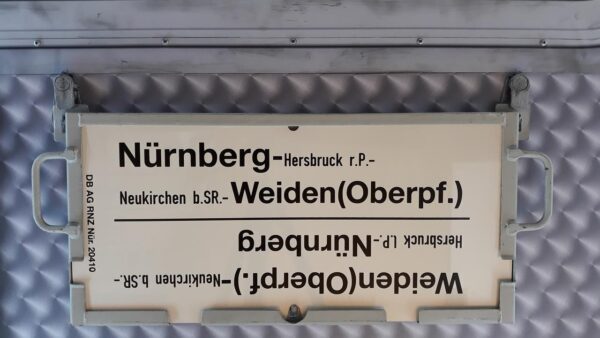 Nürnberg-Hersbruck r.P.-
Neukirchen b.SR.-Weiden(Oberpf.)
Weiden(Oberpf.)-Neukirchen b.SR.-
Hersbruck l.P.-Nürnberg
DB AG RNZ Nür. 20410